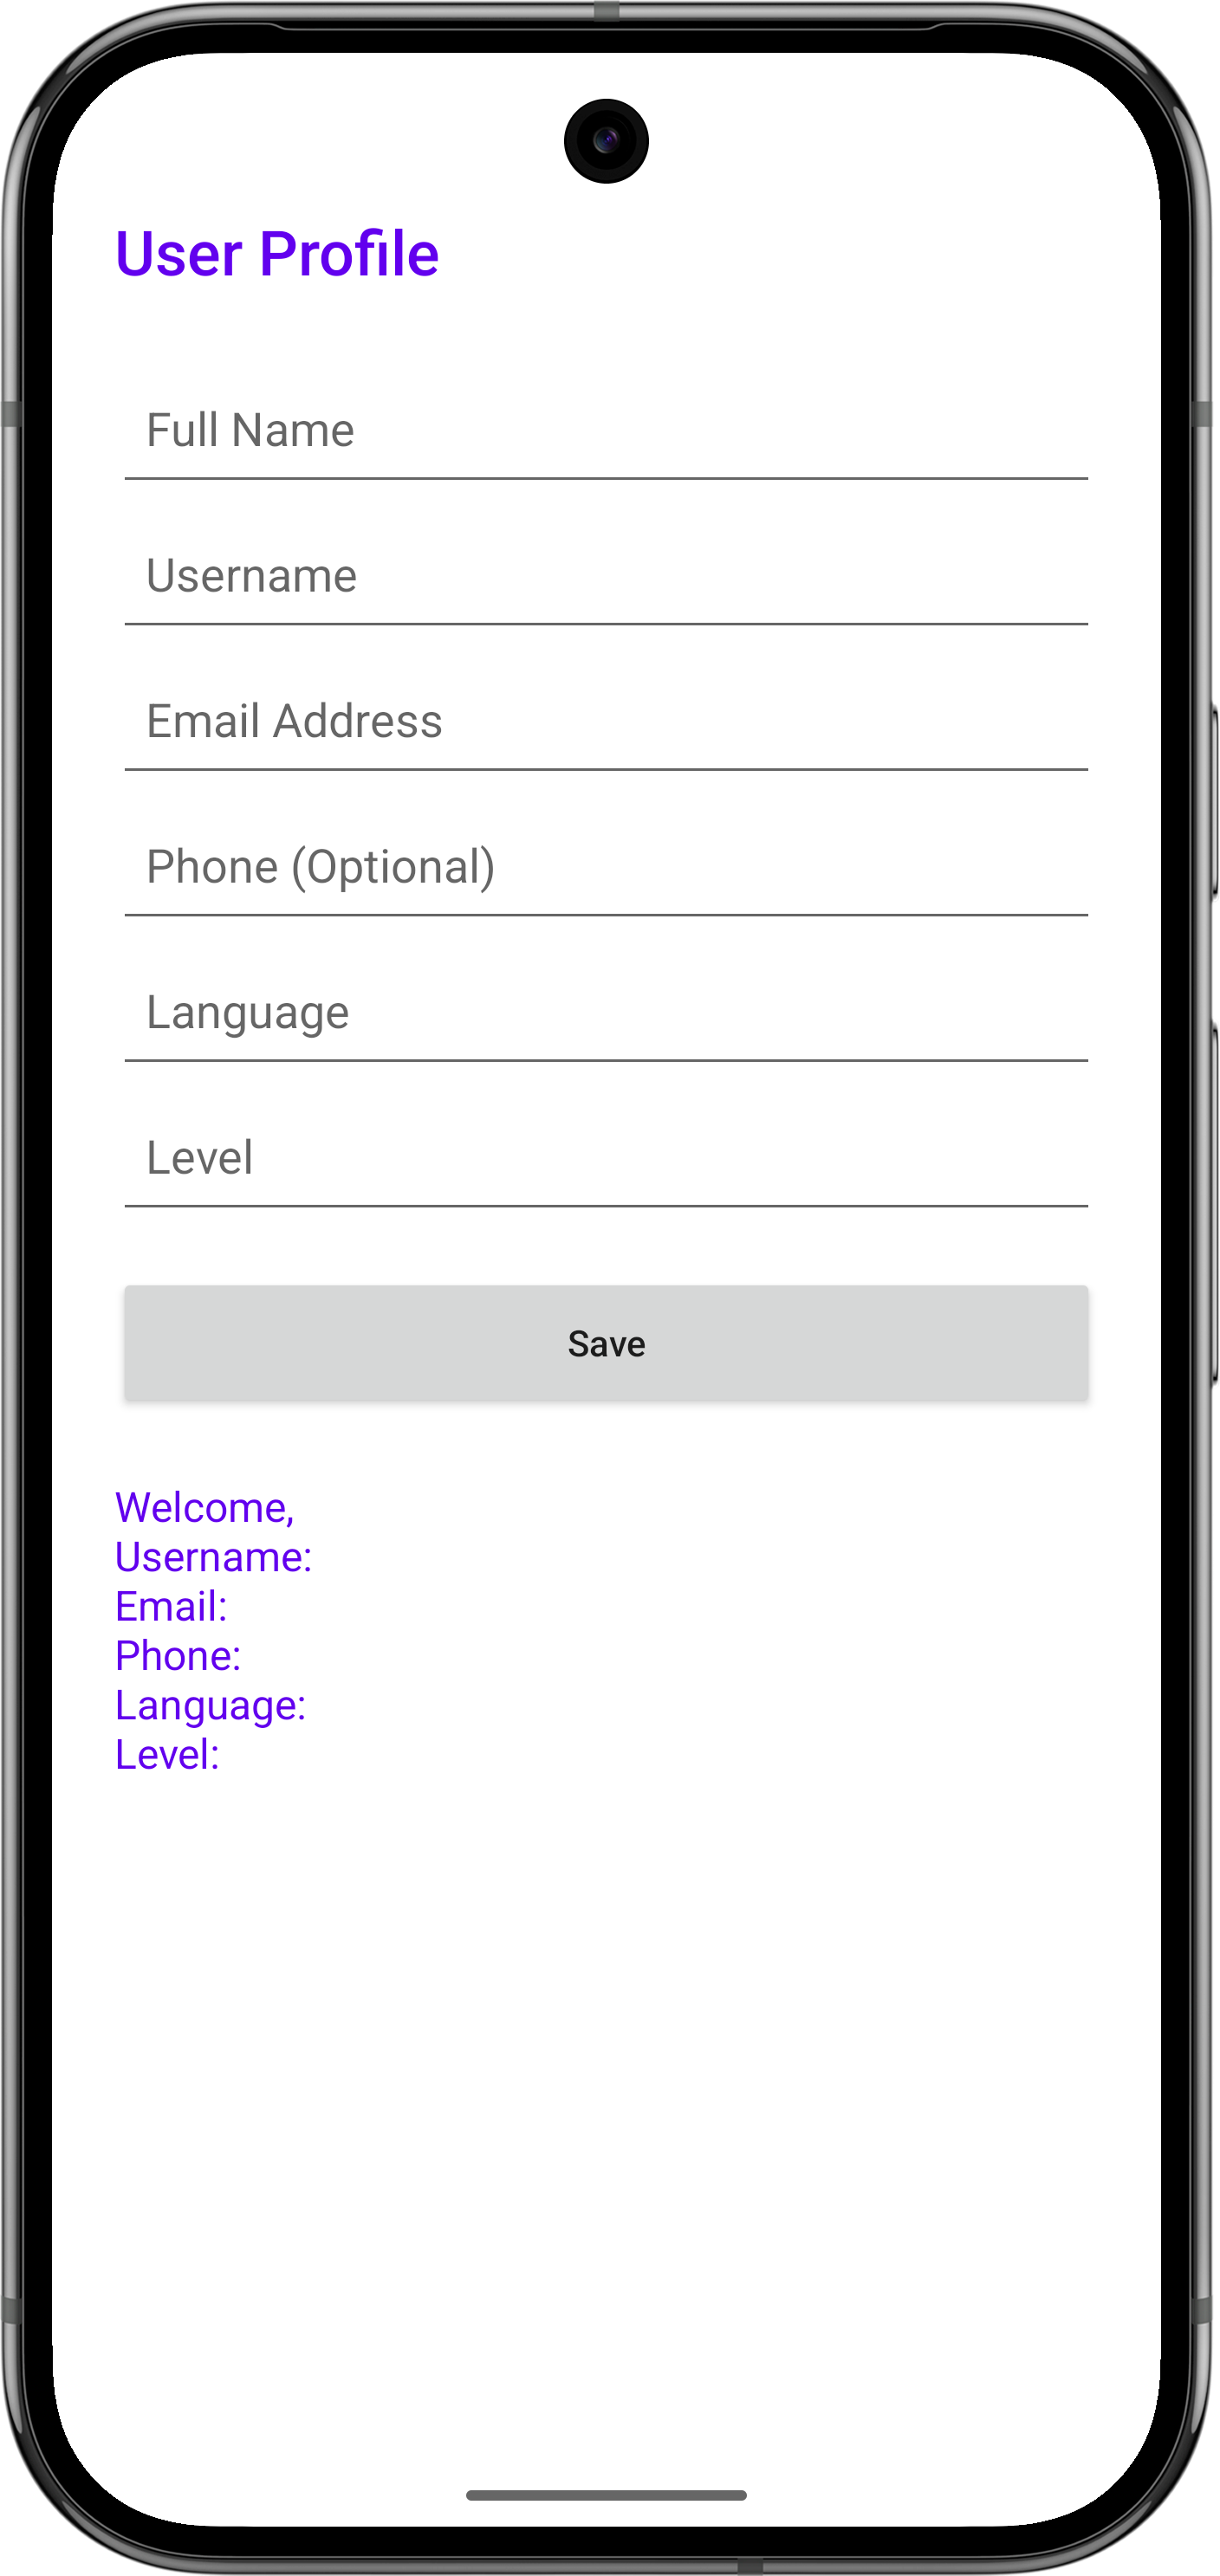 User Profile
Full Name
Username
Email Address
Phone (Optional)
Language
Level
Save
Welcome,
Username:
Email:
Phone:
Language:
Level: